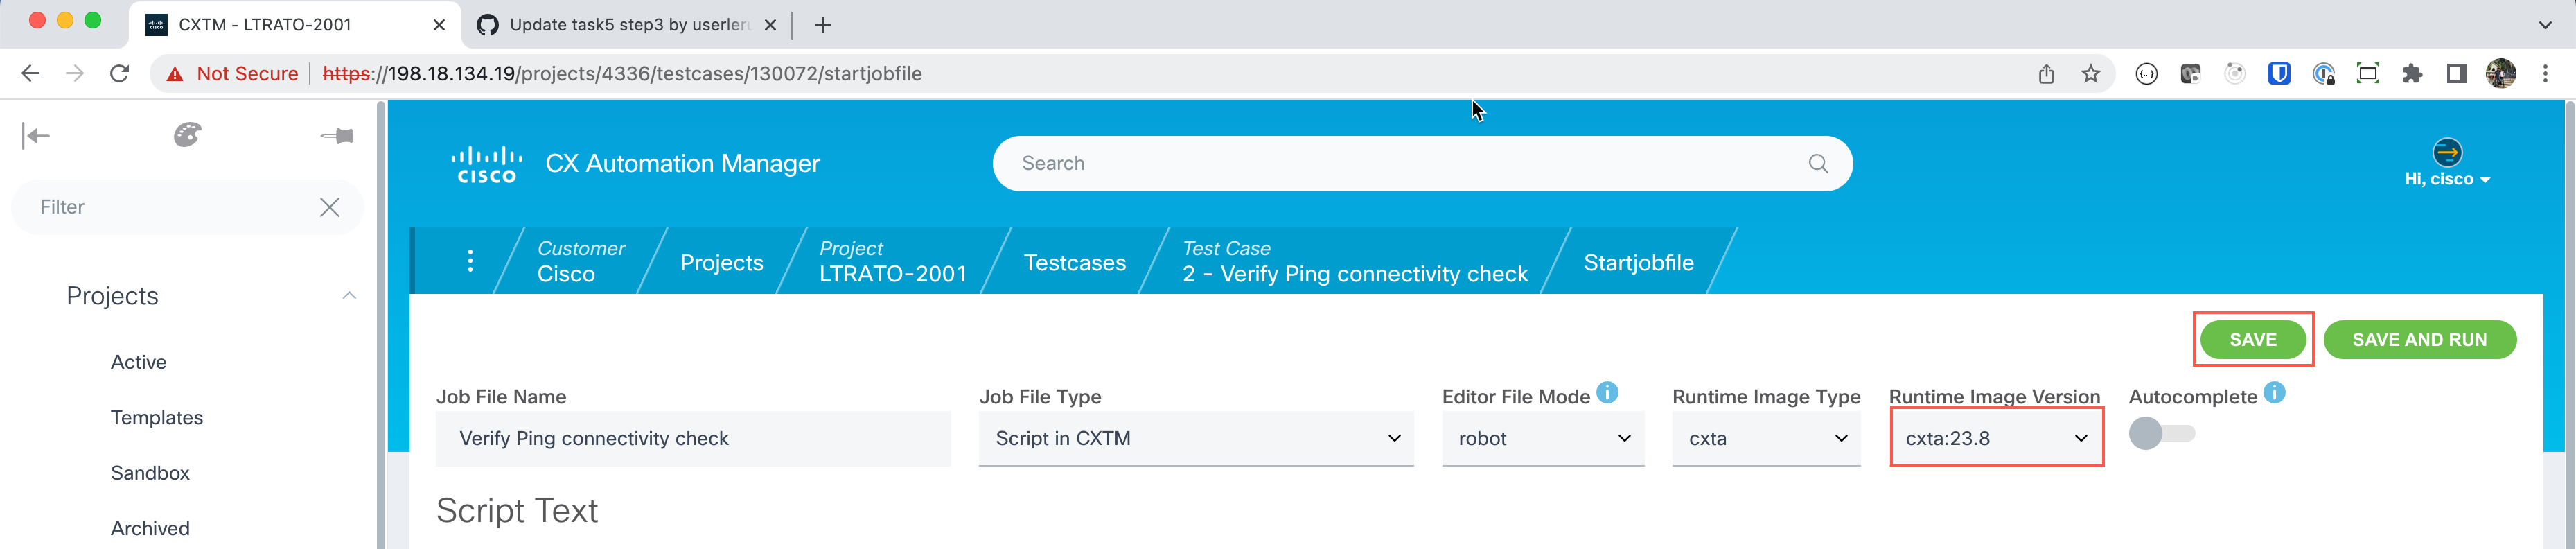 CXTM - LTRATO-2001
Update task5 step3 by userleru
Not Secure
https://198.18.134.19/projects/4336/testcases/130072/startjobfile
Filter
Projects
Active
Templates
Sandbox
Archived
CISCO
CX Automation Manager
Search
Hi, cisco
Customer
Cisco
Projects
Project
LTRATO-2001
Testcases
Test Case
2 - Verify Ping connectivity check
Startjobfile
SAVE
SAVE AND RUN
Job File Name
Verify Ping connectivity check
Job File Type
Script in CXTM
Editor File Mode
robot
Runtime Image Type
cxta
Runtime Image Version
cxta:23.8
Autocomplete
Script Text